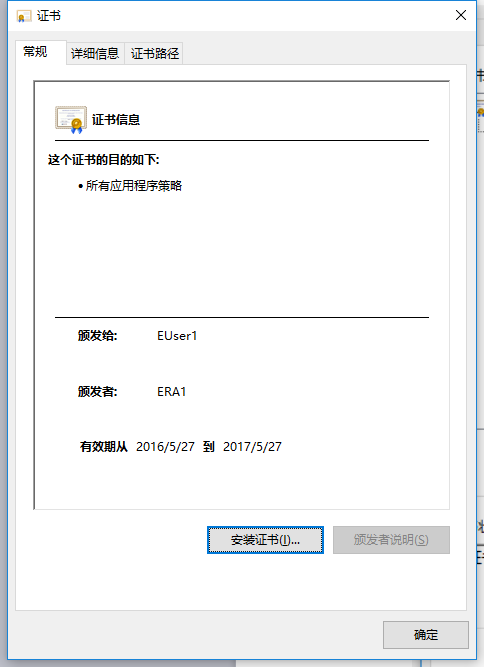 证书
常规 详细信息 证书路径
证书信息
这个证书的目的如下:
• 所有应用程序策略
颁发给: EUser1
颁发者: ERA1
有效期从 2016/5/27 到 2017/5/27
安装证书(I)... 颁发者说明(S)
确定